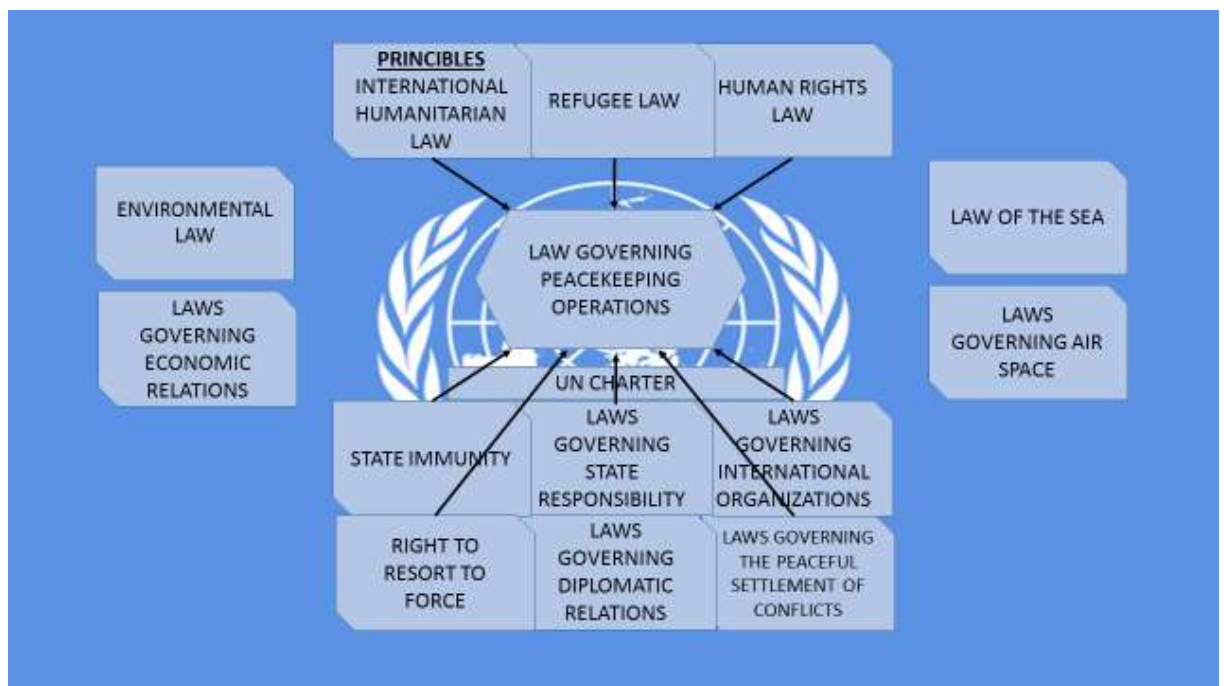 PRINCIBLES
INTERNATIONAL
HUMANITARIAN
LAW
REFUGEE LAW
HUMAN RIGHTS
LAW
ENVIRONMENTAL
LAW
LAW GOVERNING
PEACEKEEPING
OPERATIONS
LAW OF THE SEA
LAWS
GOVERNING
ECONOMIC
RELATIONS
LAWS
GOVERNING AIR
SPACE
UN CHARTER
STATE IMMUNITY
LAWS
GOVERNING
STATE
RESPONSIBILITY
LAWS
GOVERNING
INTERNATIONAL
ORGANIZATIONS
RIGHT TO
RESORT TO
FORCE
LAWS
GOVERNING
DIPLOMATIC
RELATIONS
LAWS GOVERNING
THE PEACEFUL
SETTLEMENT OF
CONFLICTS